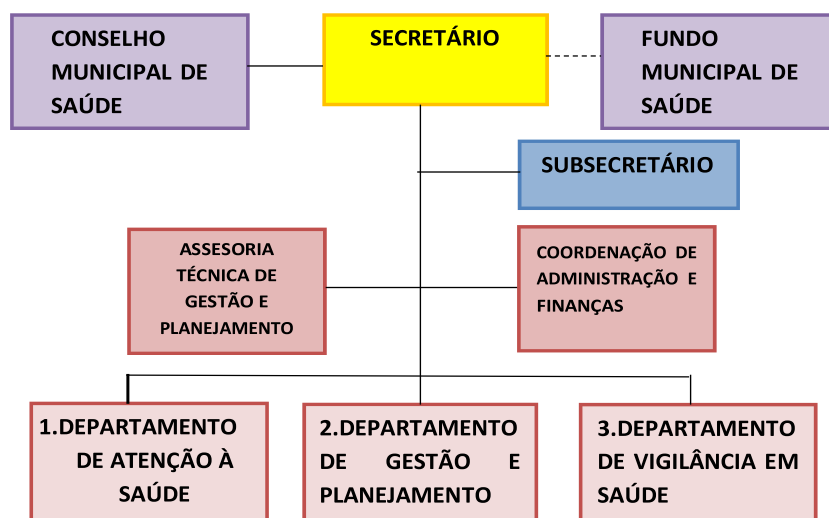 CONSELHO
MUNICIPAL DE
SAÚDE
SECRETÁRIO
FUNDO
MUNICIPAL DE
SAÚDE
SUBSECRETÁRIO
ASSESORIA
TÉCNICA DE
GESTÃO E
PLANEJAMENTO
COORDENAÇÃO DE
ADMINISTRAÇÃO E
FINANÇAS
1.DEPARTAMENTO
DE ATENÇÃO À
SAÚDE
2.DEPARTAMENTO
DE GESTÃO E
PLANEJAMENTO
3.DEPARTAMENTO
DE VIGILÂNCIA EM
SAÚDE